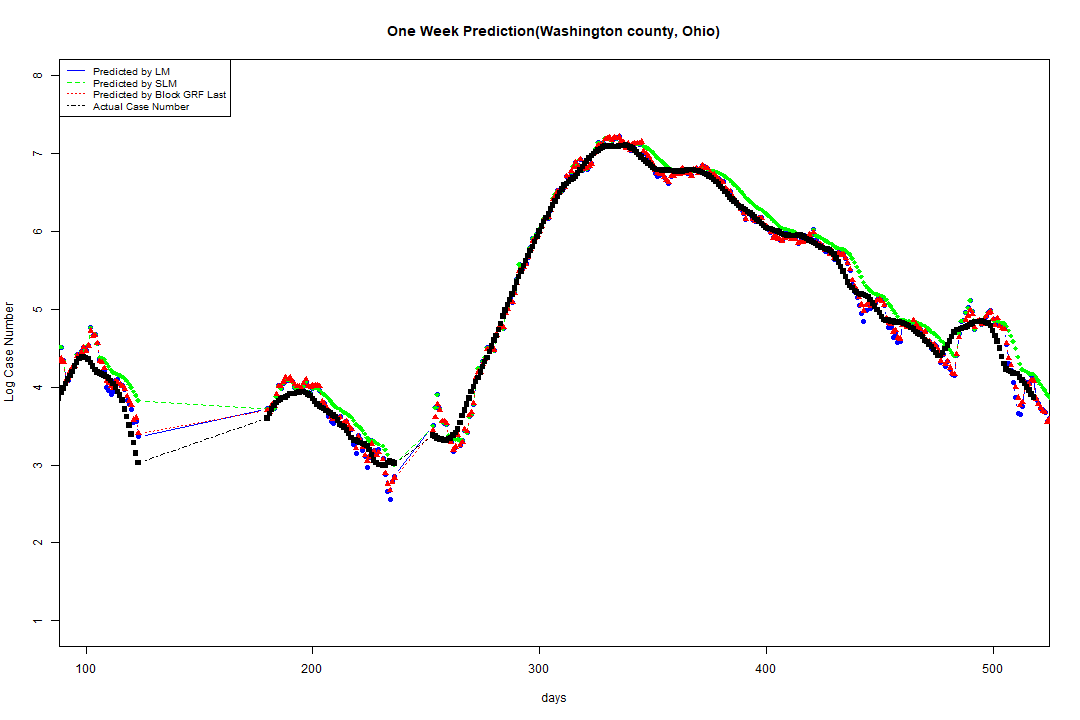 One Week Prediction(Washington county, Ohio)
Predicted by LM
Predicted by SLM
Predicted by Block GRF Last
Actual Case Number
8
7
6
5
4
3
2
1
Log Case Number
100 200 300 400 500
days